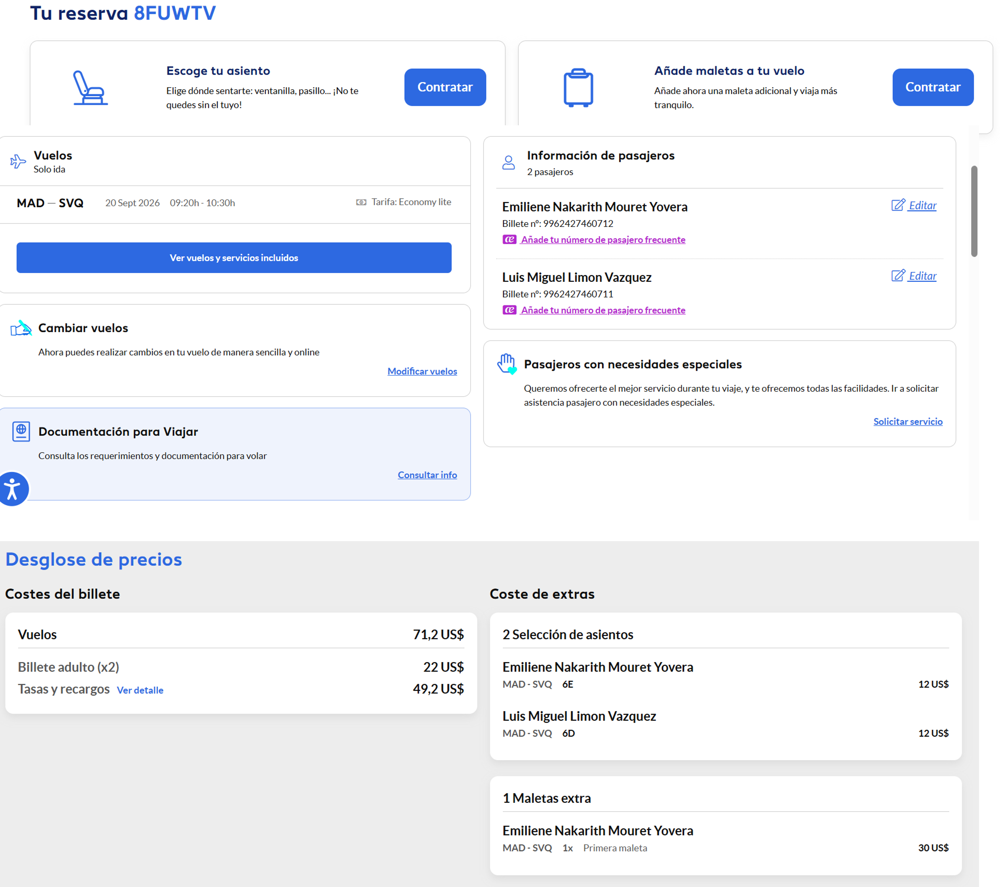 Tu reserva 8FUWTV
Escoge tu asiento
Elige dónde sentarte: ventanilla, pasillo... ¡No te
quedes sin el tuyo!
Contratar
Añade maletas a tu vuelo
Añade ahora una maleta adicional y viaja más
tranquilo.
Contratar
Vuelos
Solo ida
MAD — SVQ 20 Sept 2026 09:20h - 10:30h Tarifa: Economy lite
Ver vuelos y servicios incluidos
Cambiar vuelos
Ahora puedes realizar cambios en tu vuelo de manera sencilla y online
Modificar vuelos
Documentación para Viajar
Consulta los requerimientos y documentación para volar
Consultar info
Información de pasajeros
2 pasajeros
Emiliene Nakarith Mouret Yovera Editar
Billete nº: 9962427460712
æ Añade tu número de pasajero frecuente
Luis Miguel Limon Vazquez Editar
Billete nº: 9962427460711
æ Añade tu número de pasajero frecuente
Pasajeros con necesidades especiales
Queremos ofrecerte el mejor servicio durante tu viaje, y te ofrecemos todas las facilidades. Ir a solicitar
asistencia pasajero con necesidades especiales.
Solicitar servicio
Desglose de precios
Costes del billete
Vuelos 71,2 US$
Billete adulto (x2) 22 US$
Tasas y recargos Ver detalle 49,2 US$
Coste de extras
2 Selección de asientos
Emiliene Nakarith Mouret Yovera
MAD - SVQ 6E 12 US$
Luis Miguel Limon Vazquez
MAD - SVQ 6D 12 US$
1 Maletas extra
Emiliene Nakarith Mouret Yovera
MAD - SVQ 1x Primera maleta 30 US$